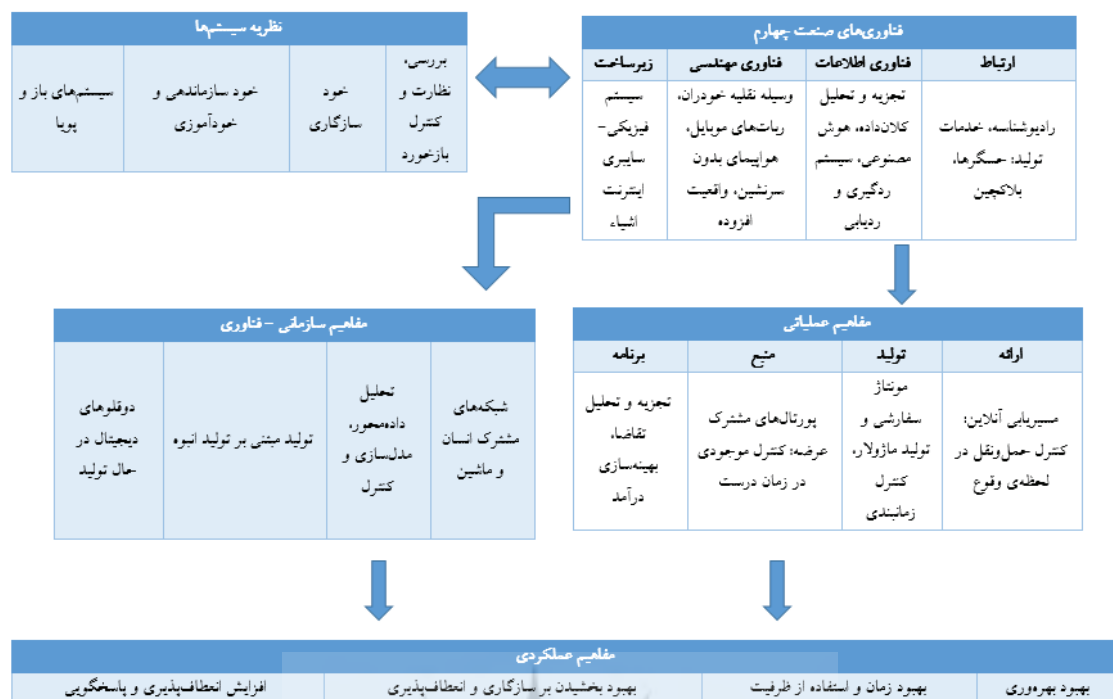 فناوری‌های صنعت چهارم
ارتباط
فناوری اطلاعات
فناوری مهندسی
زیرساخت
رادیوشناسه، خدمات
تولید: حسگرها،
بلاکچین
تجزیه و تحلیل
کلان‌داده، هوش
مصنوعی، سیستم
ردگیری و
ردیابی
وسیله نقلیه خودران،
ربات‌های موبایل،
هواپیمای بدون
سرنشین، واقعیت
افزوده
سیستم
فیزیکی-
سایبری
اینترنت
اشیاء
نظریه سیستم‌ها
بررسی،
نظارت و
کنترل
بازخورد
خود
سازگاری
خود سازماندهی و
خودآموزی
سیستم‌های باز و
پویا
مفاهیم عملیاتی
ارائه
تولید
منبع
برنامه
مسیریابی آنلاین:
کنترل حمل‌ونقل در
لحظه‌ی وقوع
مونتاژ
سفارشی و
تولید ماژولار،
کنترل
زمانبندی
پورتال‌های مشترک
عرضه: کنترل موجودی
در زمان درست
تجزیه و تحلیل
تقاضا،
بهینه‌سازی
درآمد
مفاهیم سازمانی – فناوری
شبکه‌های
مشترک انسان
و ماشین
تحلیل
داده‌محور،
مدل‌سازی و
کنترل
تولید مبتنی بر تولید انبوه
دوقلوهای
دیجیتال در
حال تولید
مفاهیم عملکردی
بهبود بهره‌وری
بهبود زمان و استفاده از ظرفیت
بهبود بخشیدن بر سازگاری و انعطاف‌پذیری
افزایش انعطاف‌پذیری و پاسخگویی